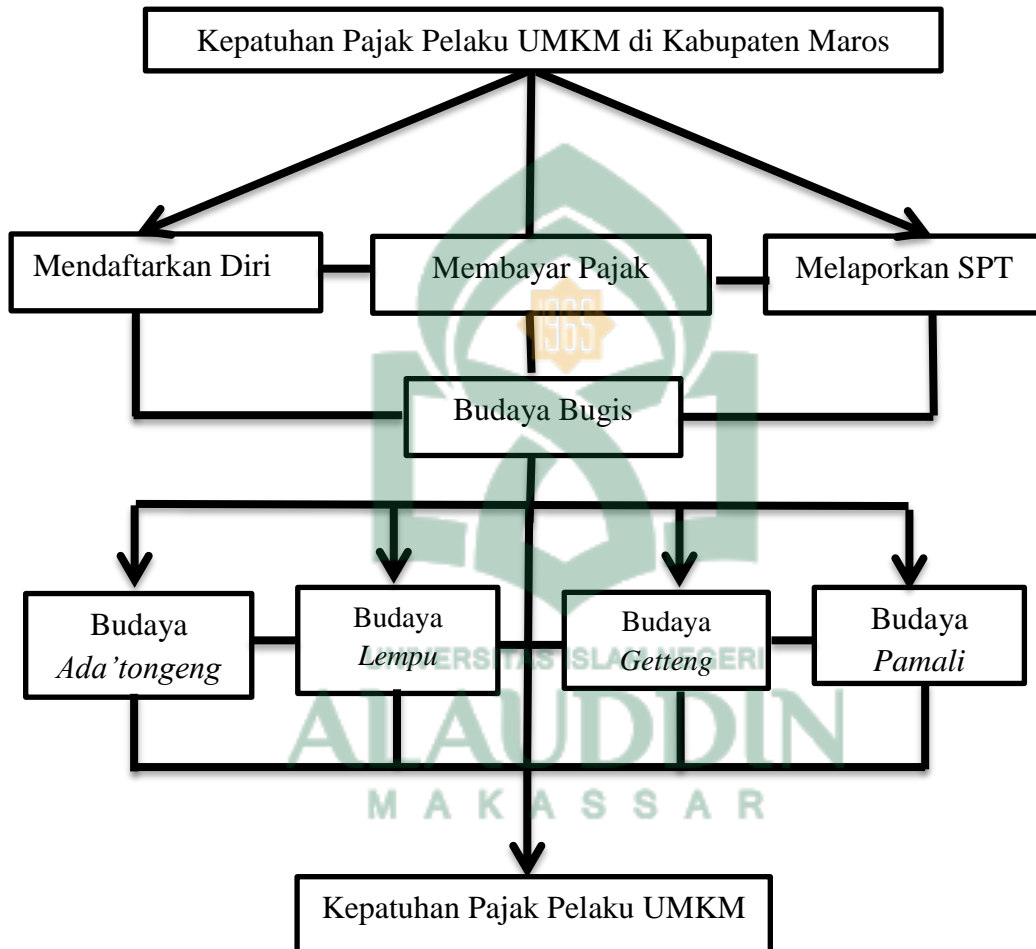 Kepatuhan Pajak Pelaku UMKM di Kabupaten Maros
Mendaftarkan Diri
Membayar Pajak
Melaporkan SPT
1965
Budaya Bugis
Budaya
Ada’tongeng
Budaya
Lempu
Budaya
Getteng
Budaya
Pamali
UNIVERSITAS ISLAM NEGERI
ALAUDDIN
MAKASSAR
Kepatuhan Pajak Pelaku UMKM